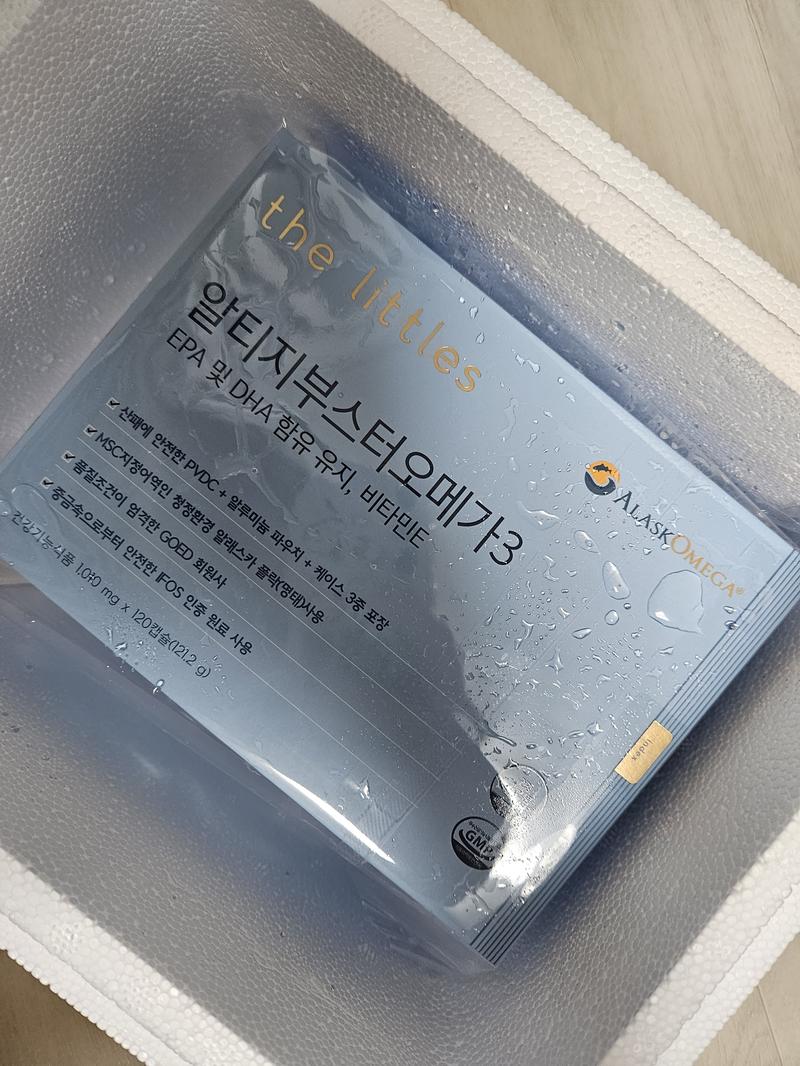 the littles
알티지부스터오메가3
EPA 및 DHA 함유 유지, 비타민E
산패에 안전한 PVDC + 알루미늄 파우치 + 케이스 3중 포장
MSC지정어역인 청정환경 알래스카 폴락(명태)사용
품질조건이 엄격한 GOED 회원사
중금속으로부터 안전한 IFOS 인증 원료 사용
건강기능식품 1,010 mg x 120캡슐(121.2 g)
ALASKOMEGA®
index
GMP